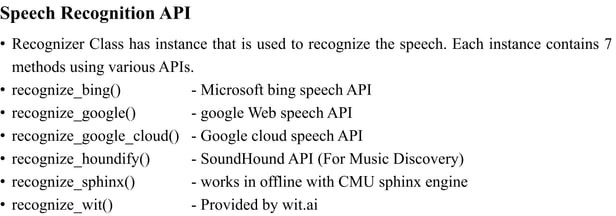 Speech Recognition API
• Recognizer Class has instance that is used to recognize the speech. Each instance contains 7
methods using various APIs.
• recognize_bing() - Microsoft bing speech API
• recognize_google() - google Web speech API
• recognize_google_cloud() - Google cloud speech API
• recognize_houndify() - SoundHound API (For Music Discovery)
• recognize_sphinx() - works in offline with CMU sphinx engine
• recognize_wit() - Provided by wit.ai